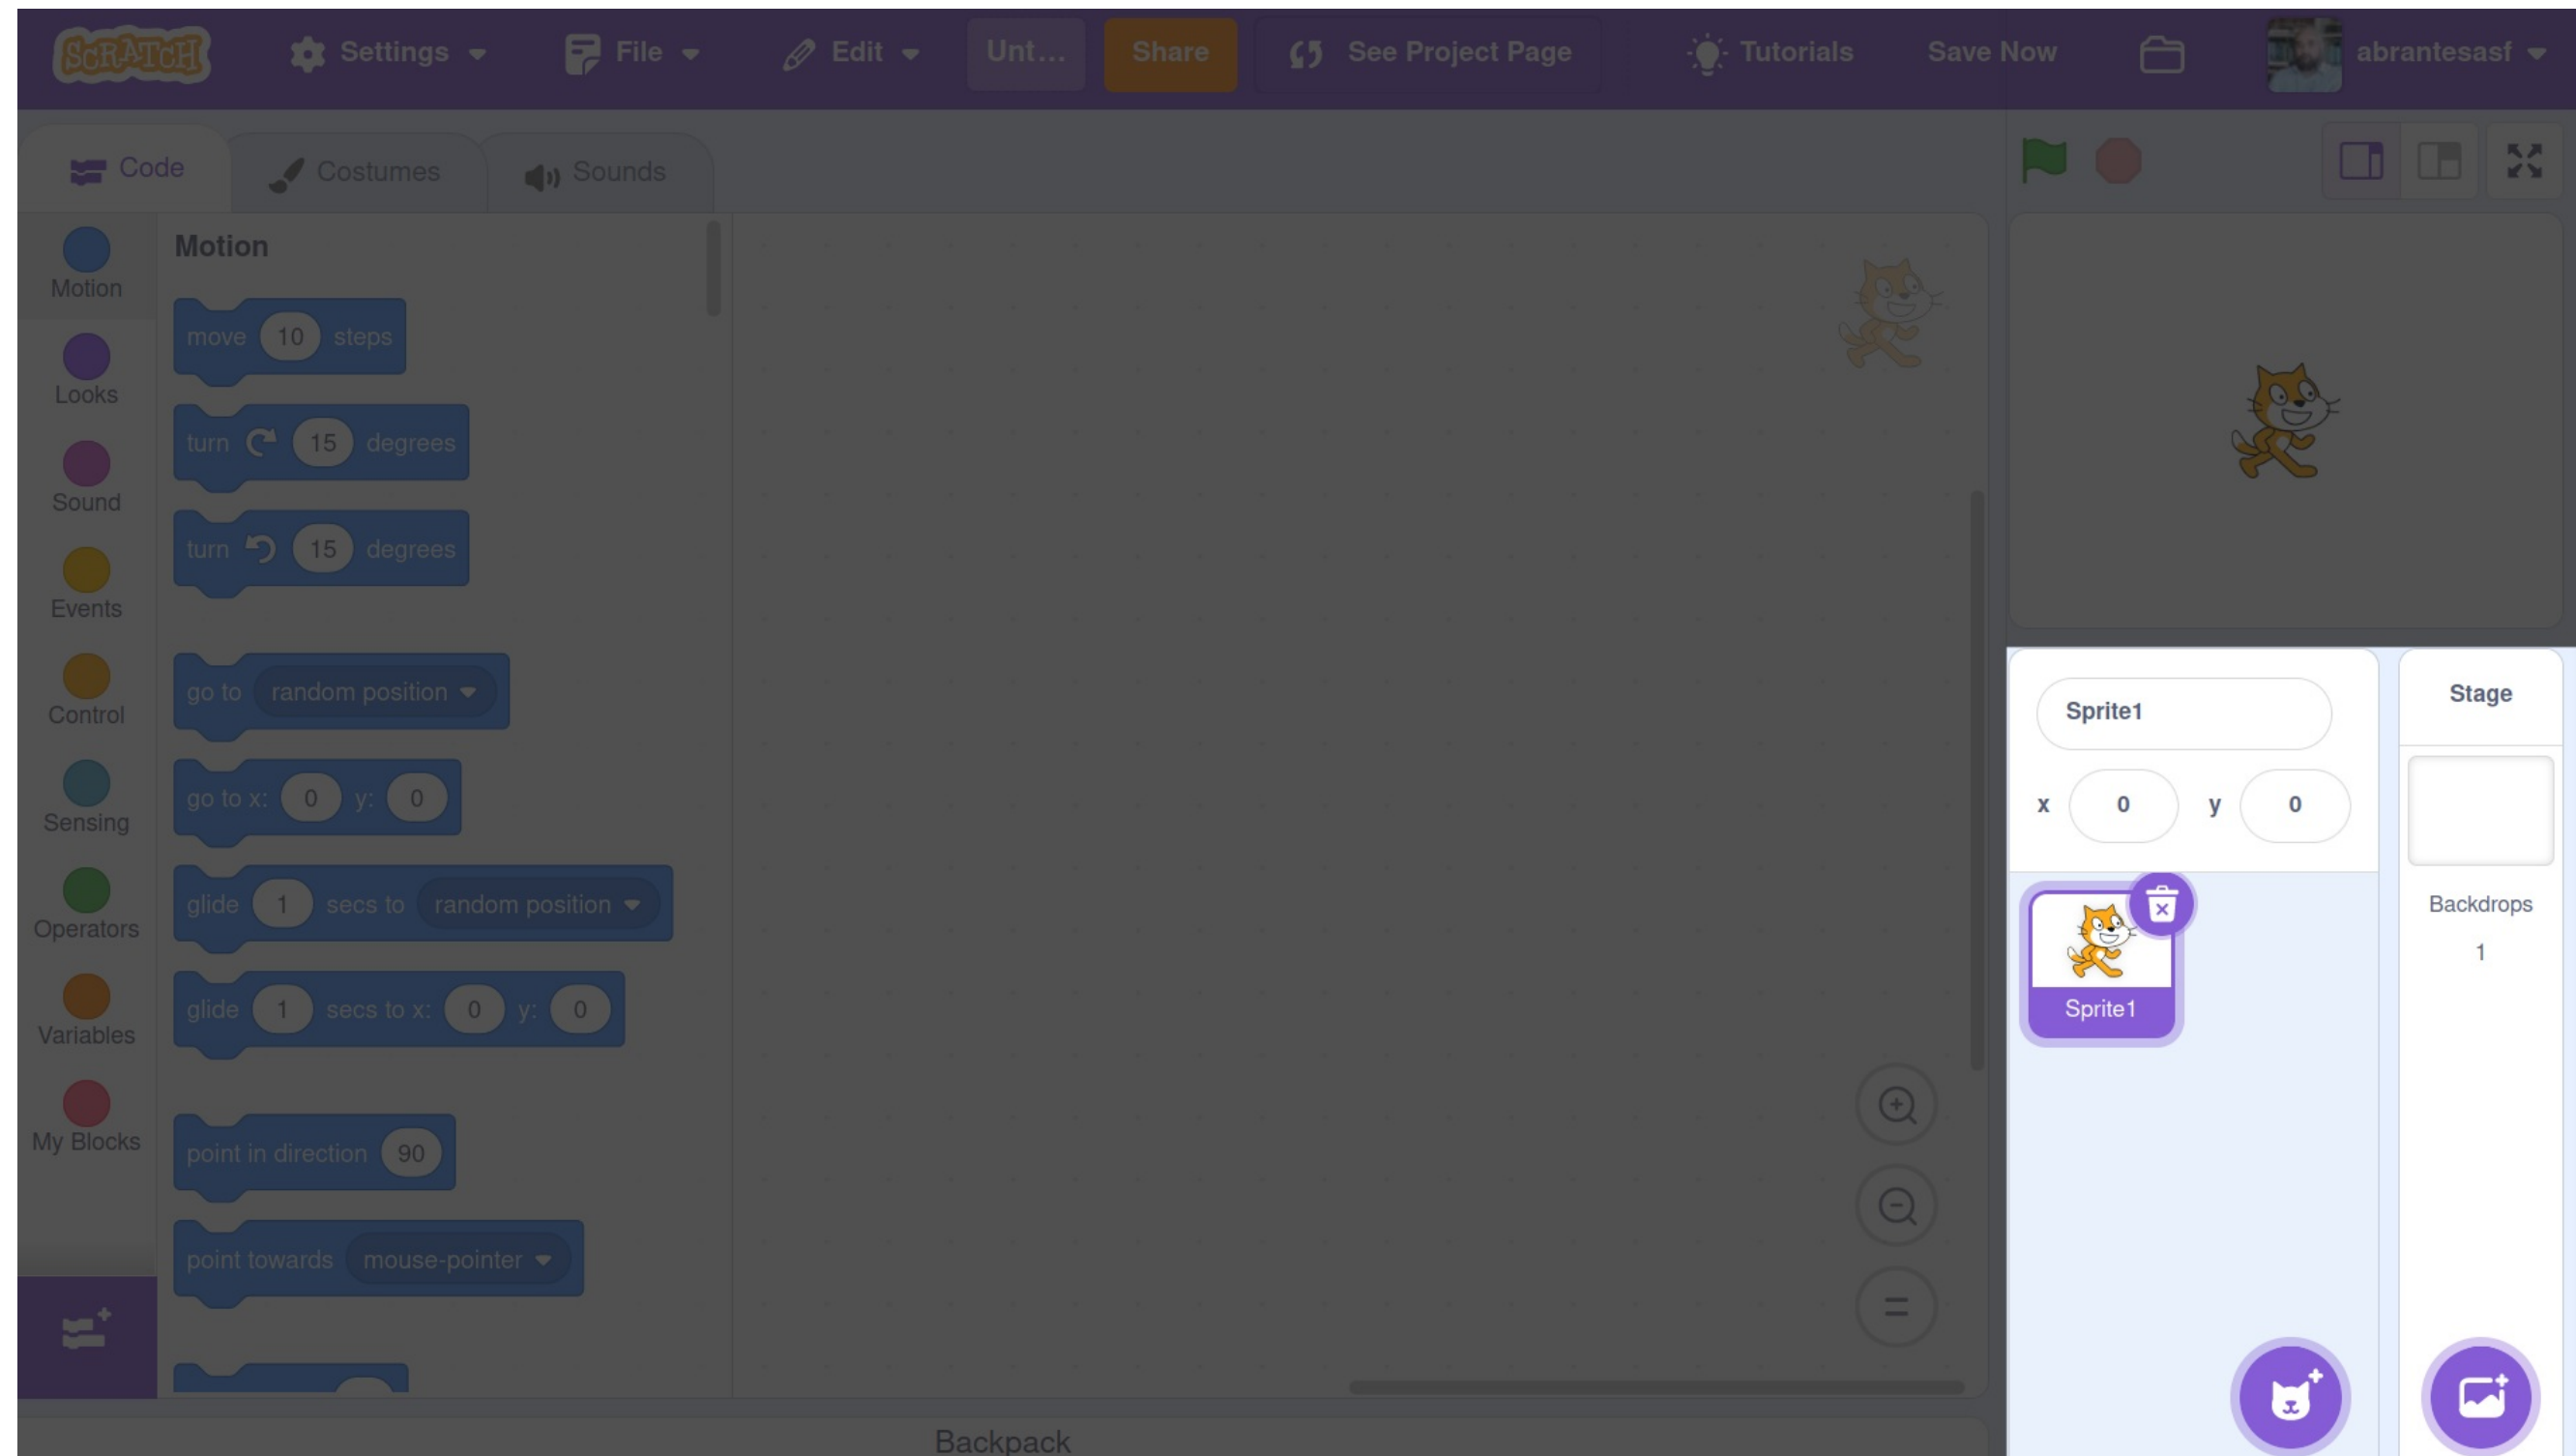 SCRATCH Settings File Edit Unt... Share See Project Page Tutorials Save Now abrantesasf
Code Costumes Sounds
Motion
Looks
Sound
Events
Control
Sensing
Operators
Variables
My Blocks
Motion
move 10 steps
turn 15 degrees
turn 15 degrees
go to random position
go to x: 0 y: 0
glide 1 secs to random position
glide 1 secs to x: 0 y: 0
point in direction 90
point towards mouse-pointer
Backpack
Sprite1
x 0 y 0
Sprite1
Stage
Backdrops
1